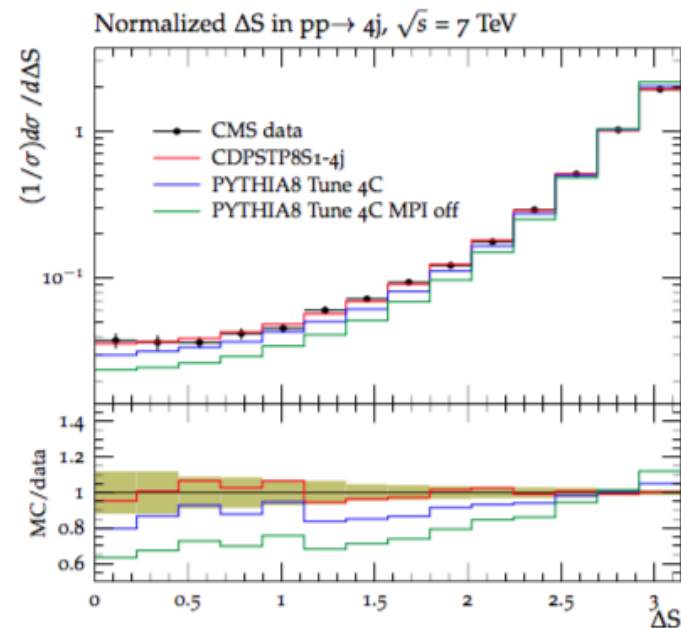 Normalized ΔS in pp→ 4j, √s = 7 TeV
(1/σ)dσ/dΔS
1
10⁻¹
CMS data
CDPSTP8S1-4j
PYTHIA8 Tune 4C
PYTHIA8 Tune 4C MPI off
MC/data
1.4
1.2
1
0.8
0.6
0 0.5 1 1.5 2 2.5 3
ΔS